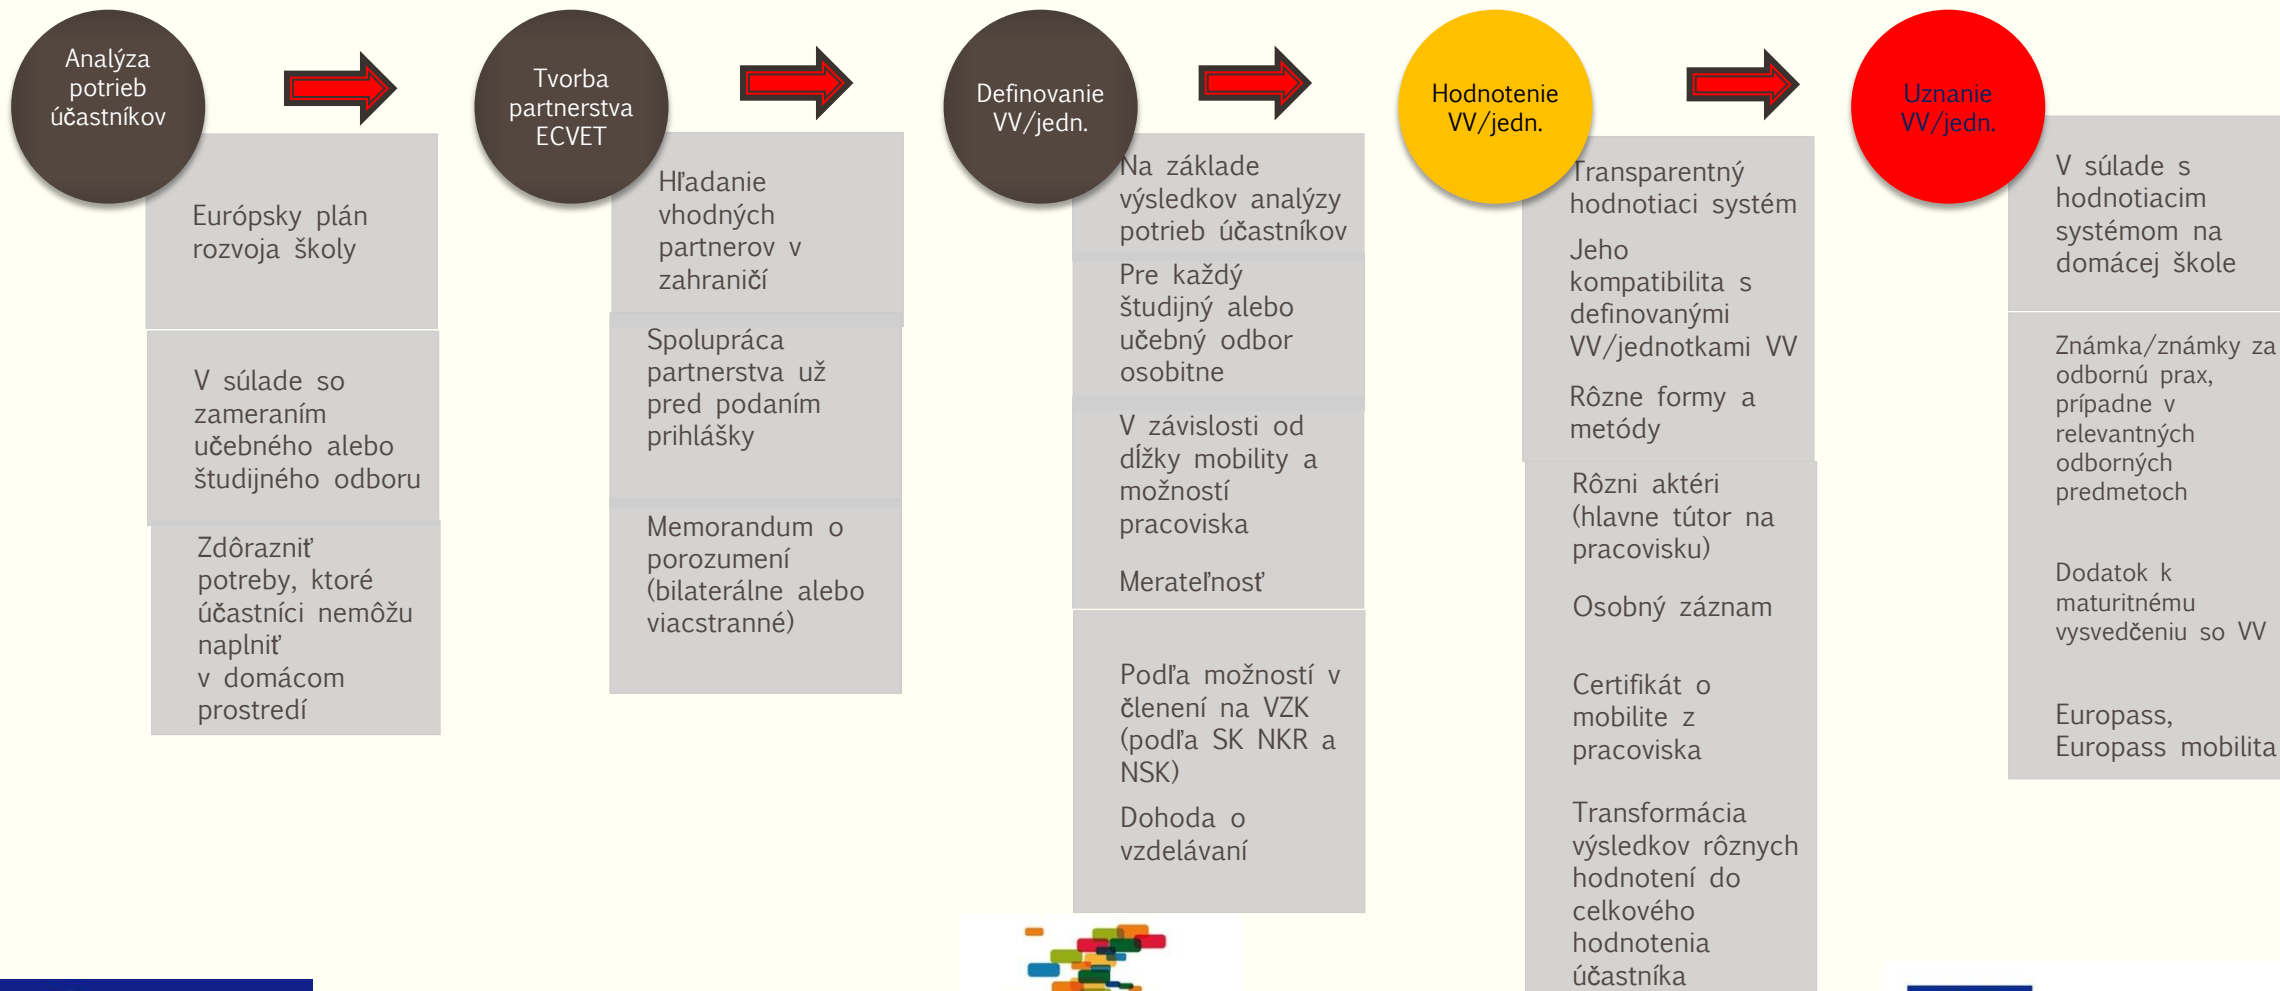 Analýza
potrieb
účastníkov
Európsky plán
rozvoja školy
V súlade so
zameraním
učebného alebo
študijného odboru
Zdôrazniť
potreby, ktoré
účastníci nemôžu
naplniť
v domácom
prostredí
Tvorba
partnerstva
ECVET
Hľadanie
vhodných
partnerov v
zahraničí
Spolupráca
partnerstva už
pred podaním
prihlášky
Memorandum o
porozumení
(bilaterálne alebo
viacstranné)
Definovanie
VV/jedn.
Na základe
výsledkov analýzy
potrieb účastníkov
Pre každý
študijný alebo
učebný odbor
osobitne
V závislosti od
dĺžky mobility a
možností
pracoviska
Merateľnosť
Podľa možností v
členení na VZK
(podľa SK NKR a
NSK)
Dohoda o
vzdelávaní
Hodnotenie
VV/jedn.
Transparentný
hodnotiaci systém
Jeho
kompatibilita s
definovanými
VV/jednotkami VV
Rôzne formy a
metódy
Rôzni aktéri
(hlavne tútor na
pracovisku)
Osobný záznam
Certifikát o
mobilite z
pracoviska
Transformácia
výsledkov rôznych
hodnotení do
celkového
hodnotenia
účastníka
Uznanie
VV/jedn.
V súlade s
hodnotiacim
systémom na
domácej škole
Známka/známky za
odbornú prax,
prípadne v
relevantných
odborných
predmetoch
Dodatok k
maturitnému
vysvedčeniu so VV
Europass,
Europass mobilita